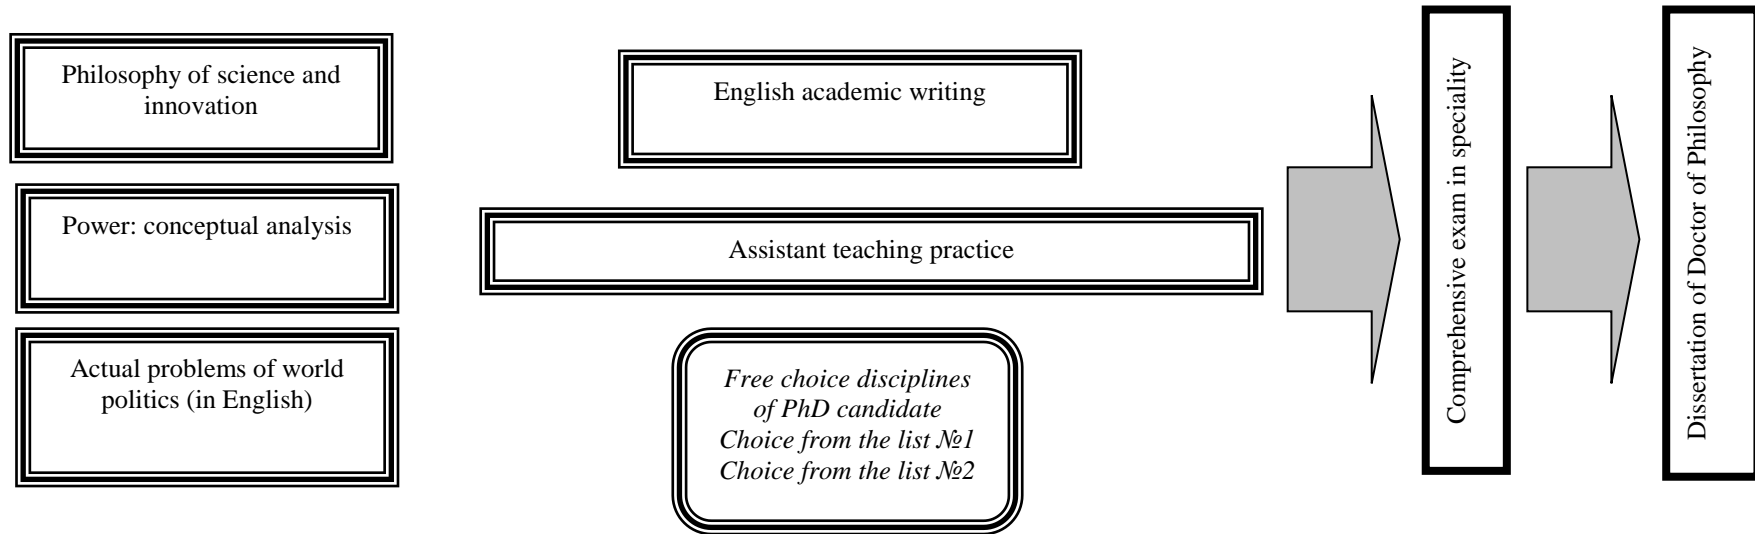 Philosophy of science and
innovation
Power: conceptual analysis
Actual problems of world
politics (in English)
English academic writing
Assistant teaching practice
Free choice disciplines
of PhD candidate
Choice from the list №1
Choice from the list №2
Comprehensive exam in speciality
Dissertation of Doctor of Philosophy